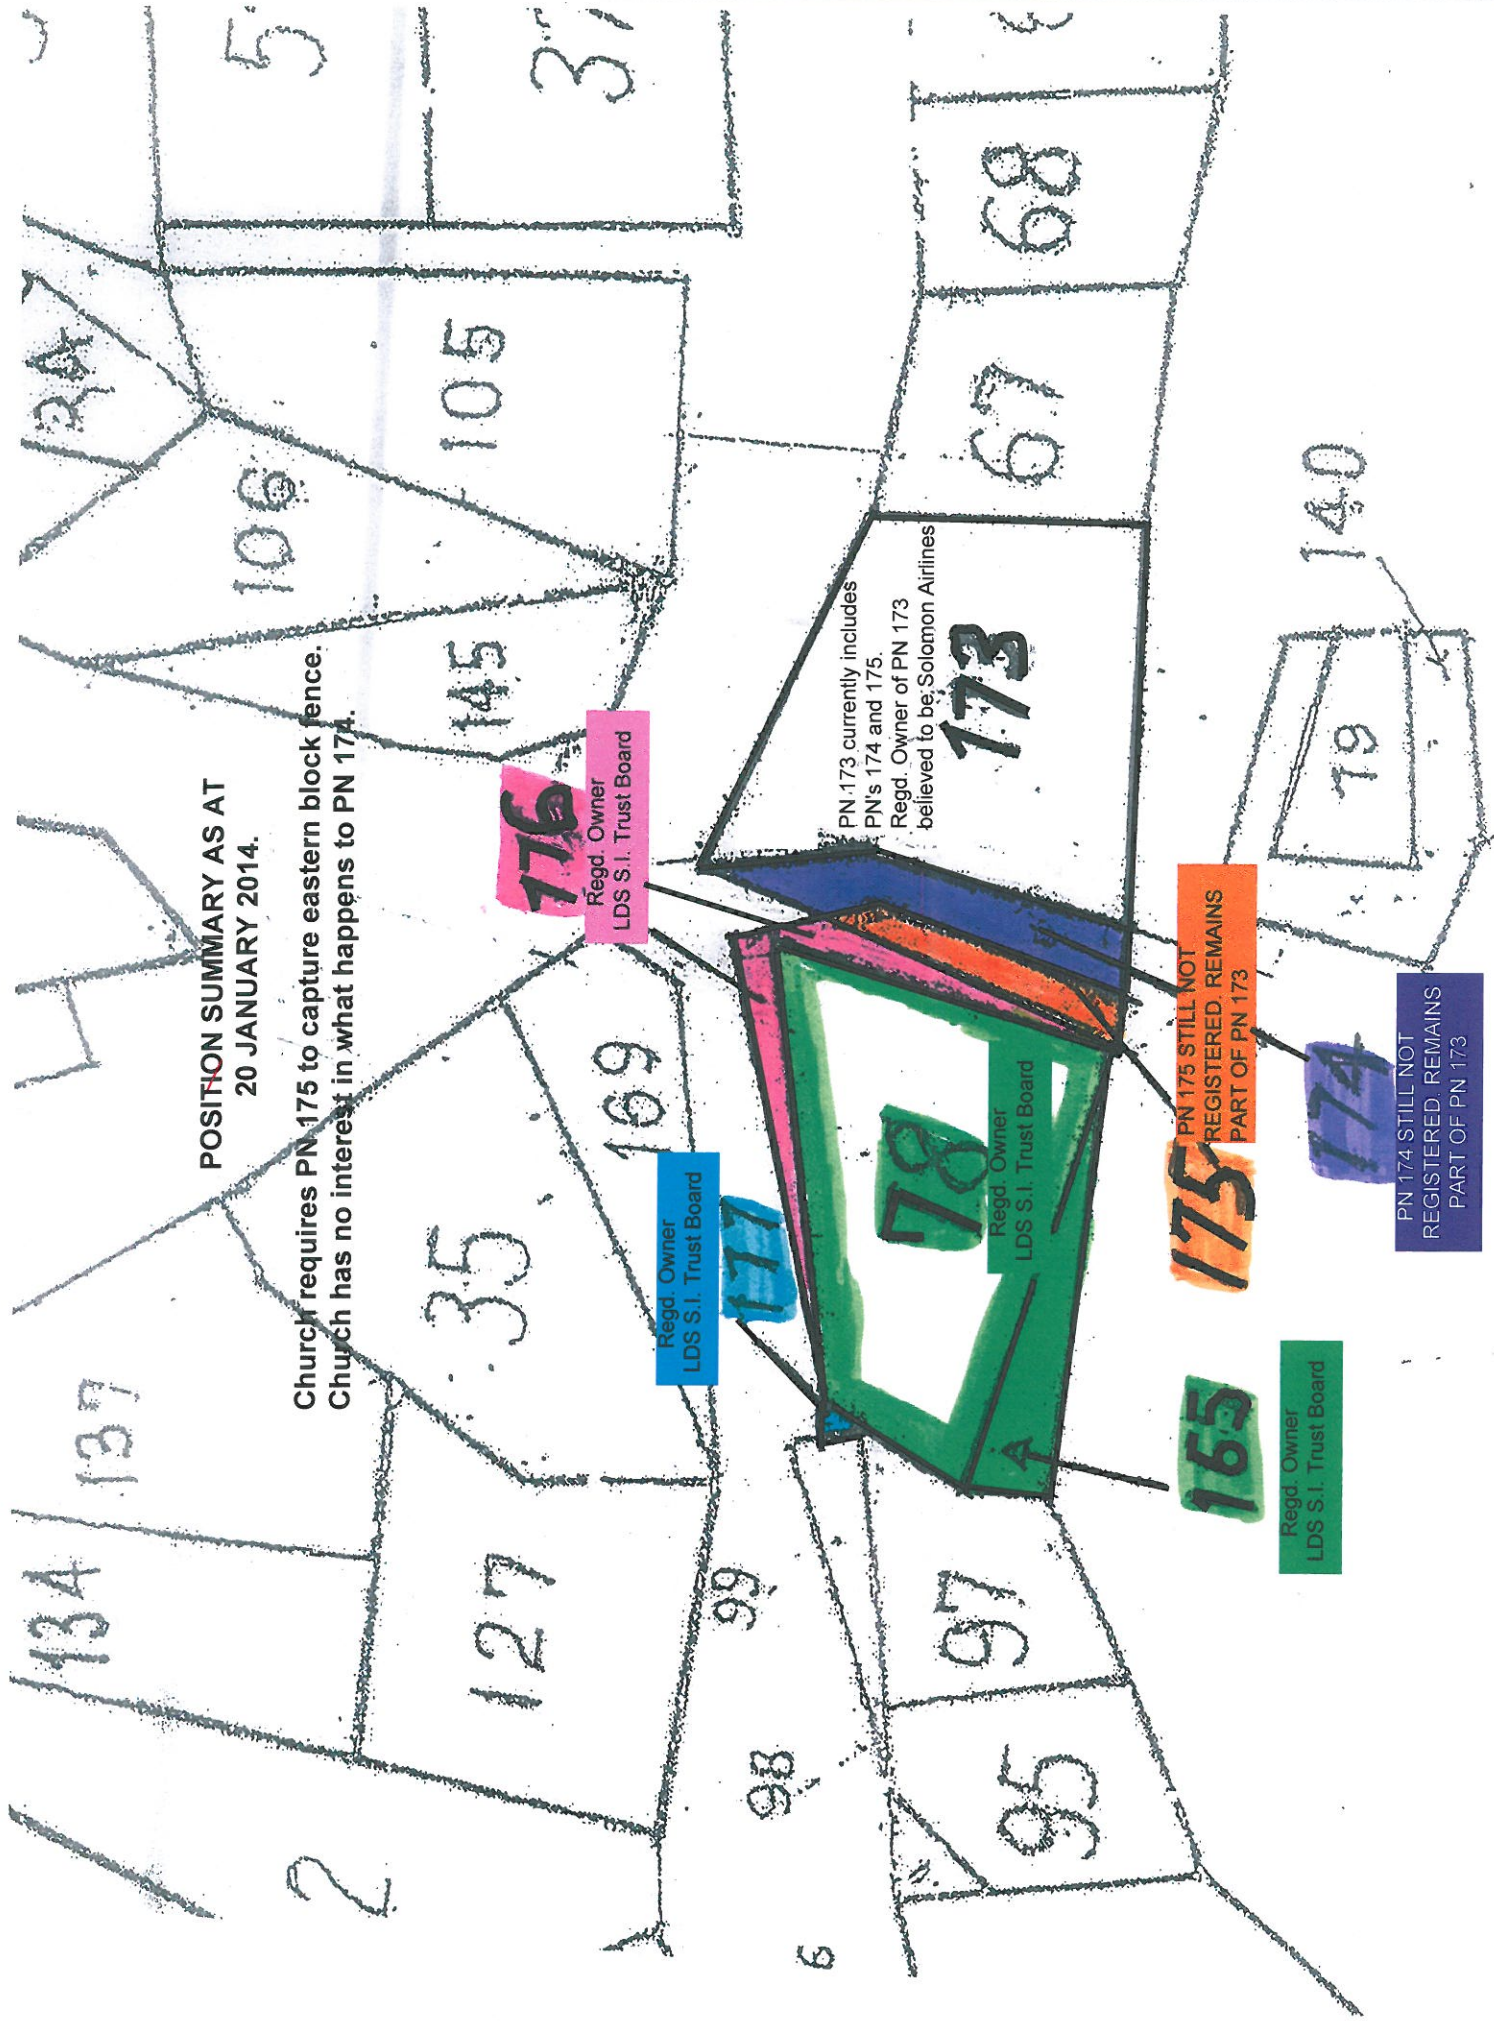 POSITION SUMMARY AS AT
20 JANUARY 2014.
Church requires PN 175 to capture eastern block fence.
Church has no interest in what happens to PN 174.
134
137
106
105
2
127
35
169
145
5
176
Regd. Owner
LDS S.I. Trust Board
Regd. Owner
LDS S.I. Trust Board
177
99
98
6
95
97
78
Regd. Owner
LDS S.I. Trust Board
A
PN 173 currently includes
PN's 174 and 175.
Regd. Owner of PN 173
believed to be Solomon Airlines
173
67
68
165
Regd. Owner
LDS S.I. Trust Board
175
PN 175 STILL NOT
REGISTERED. REMAINS
PART OF PN 173
174
PN 174 STILL NOT
REGISTERED. REMAINS
PART OF PN 173
79
140